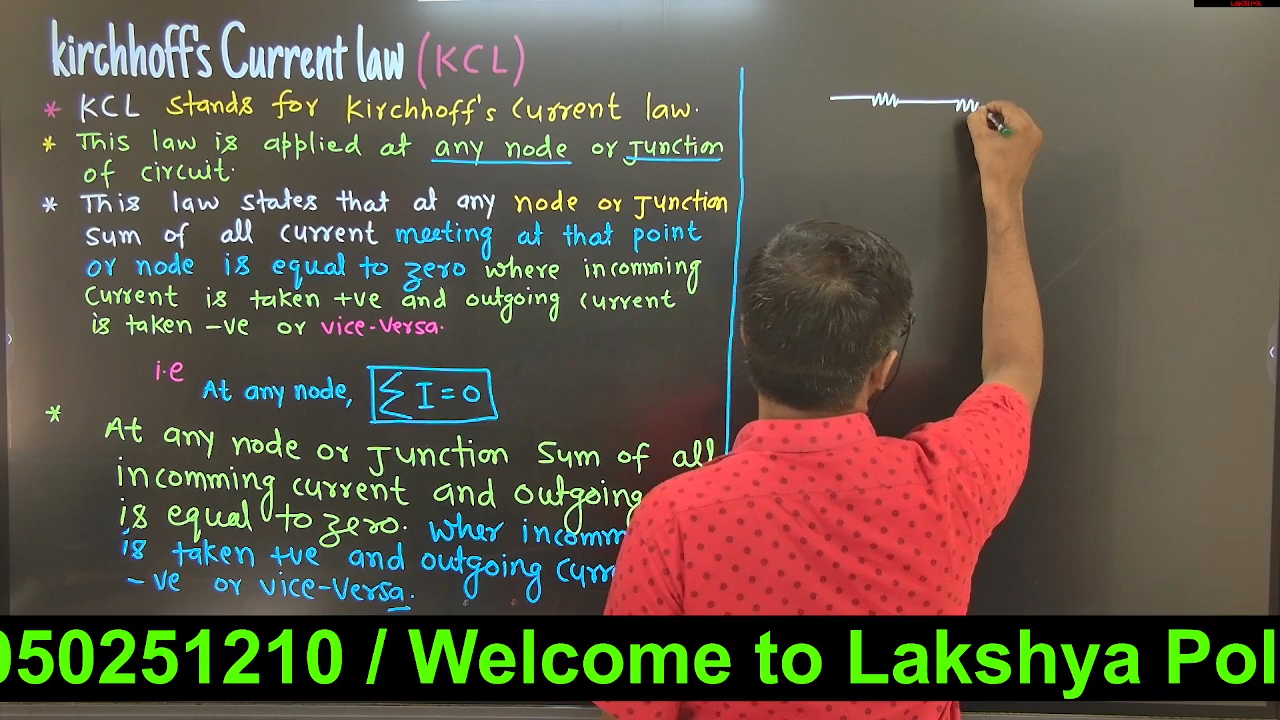 LAKSHYA
kirchhoff's Current law (KCL)
* KCL stands for Kirchhoff's Current law.
* This law is applied at any node or Junction
of circuit.
* This law states that at any node or Junction
sum of all current meeting at that point
or node is equal to zero where incomming
Current is taken +ve and outgoing current
is taken -ve or vice-versa.
i.e
At any node, Σ I = 0
*
At any node or Junction Sum of all
incomming current and outgoing
is equal to zero. wher incomm
is taken +ve and outgoing curr
-ve or vice-versa.
050251210 / Welcome to Lakshya Pol